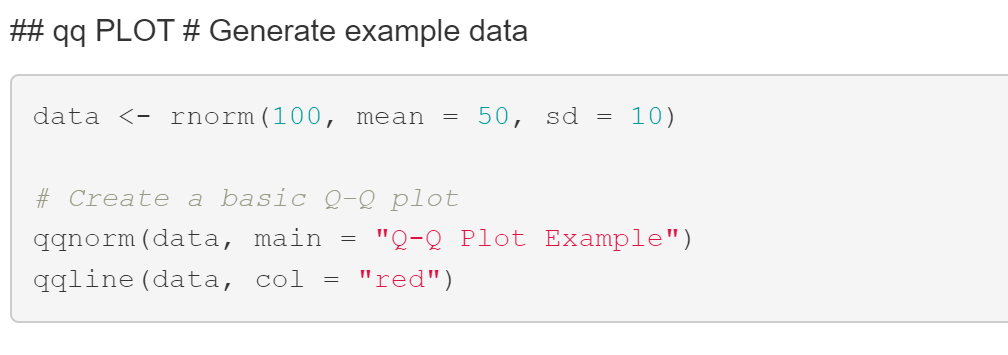 ## qq PLOT # Generate example data
data <- rnorm(100, mean = 50, sd = 10)
# Create a basic Q-Q plot
qqnorm(data, main = "Q-Q Plot Example")
qqline(data, col = "red")